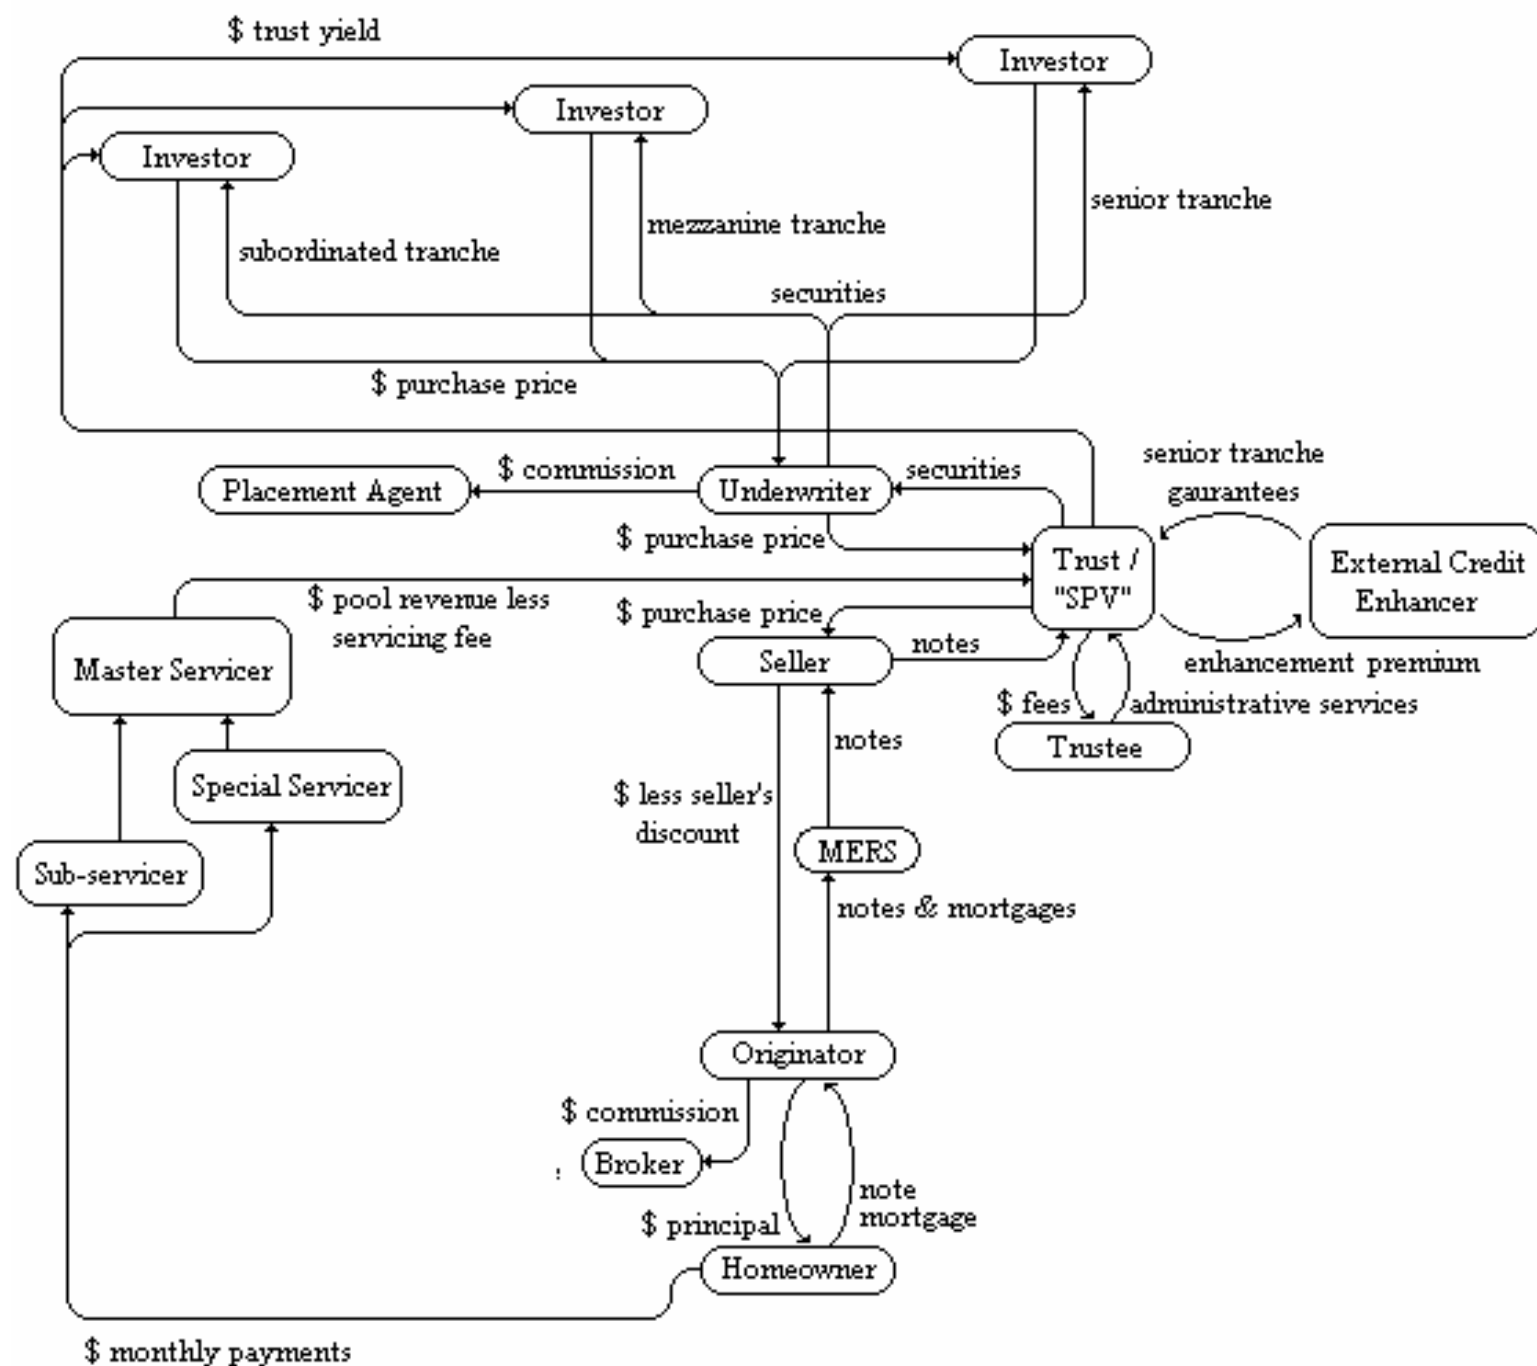 $ trust yield
Investor
Investor
Investor
senior tranche
mezzanine tranche
subordinated tranche
securities
$ purchase price
senior tranche
gaurantees
$ commission
securities
Placement Agent
Underwriter
$ purchase price
Trust /
"SPV"
External Credit
Enhancer
$ pool revenue less
servicing fee
$ purchase price
notes
Master Servicer
Seller
enhancement premium
$ fees
administrative services
Trustee
notes
Special Servicer
$ less seller's
discount
MERS
Sub-servicer
notes & mortgages
Originator
$ commission
Broker
note
mortgage
$ principal
Homeowner
$ monthly payments